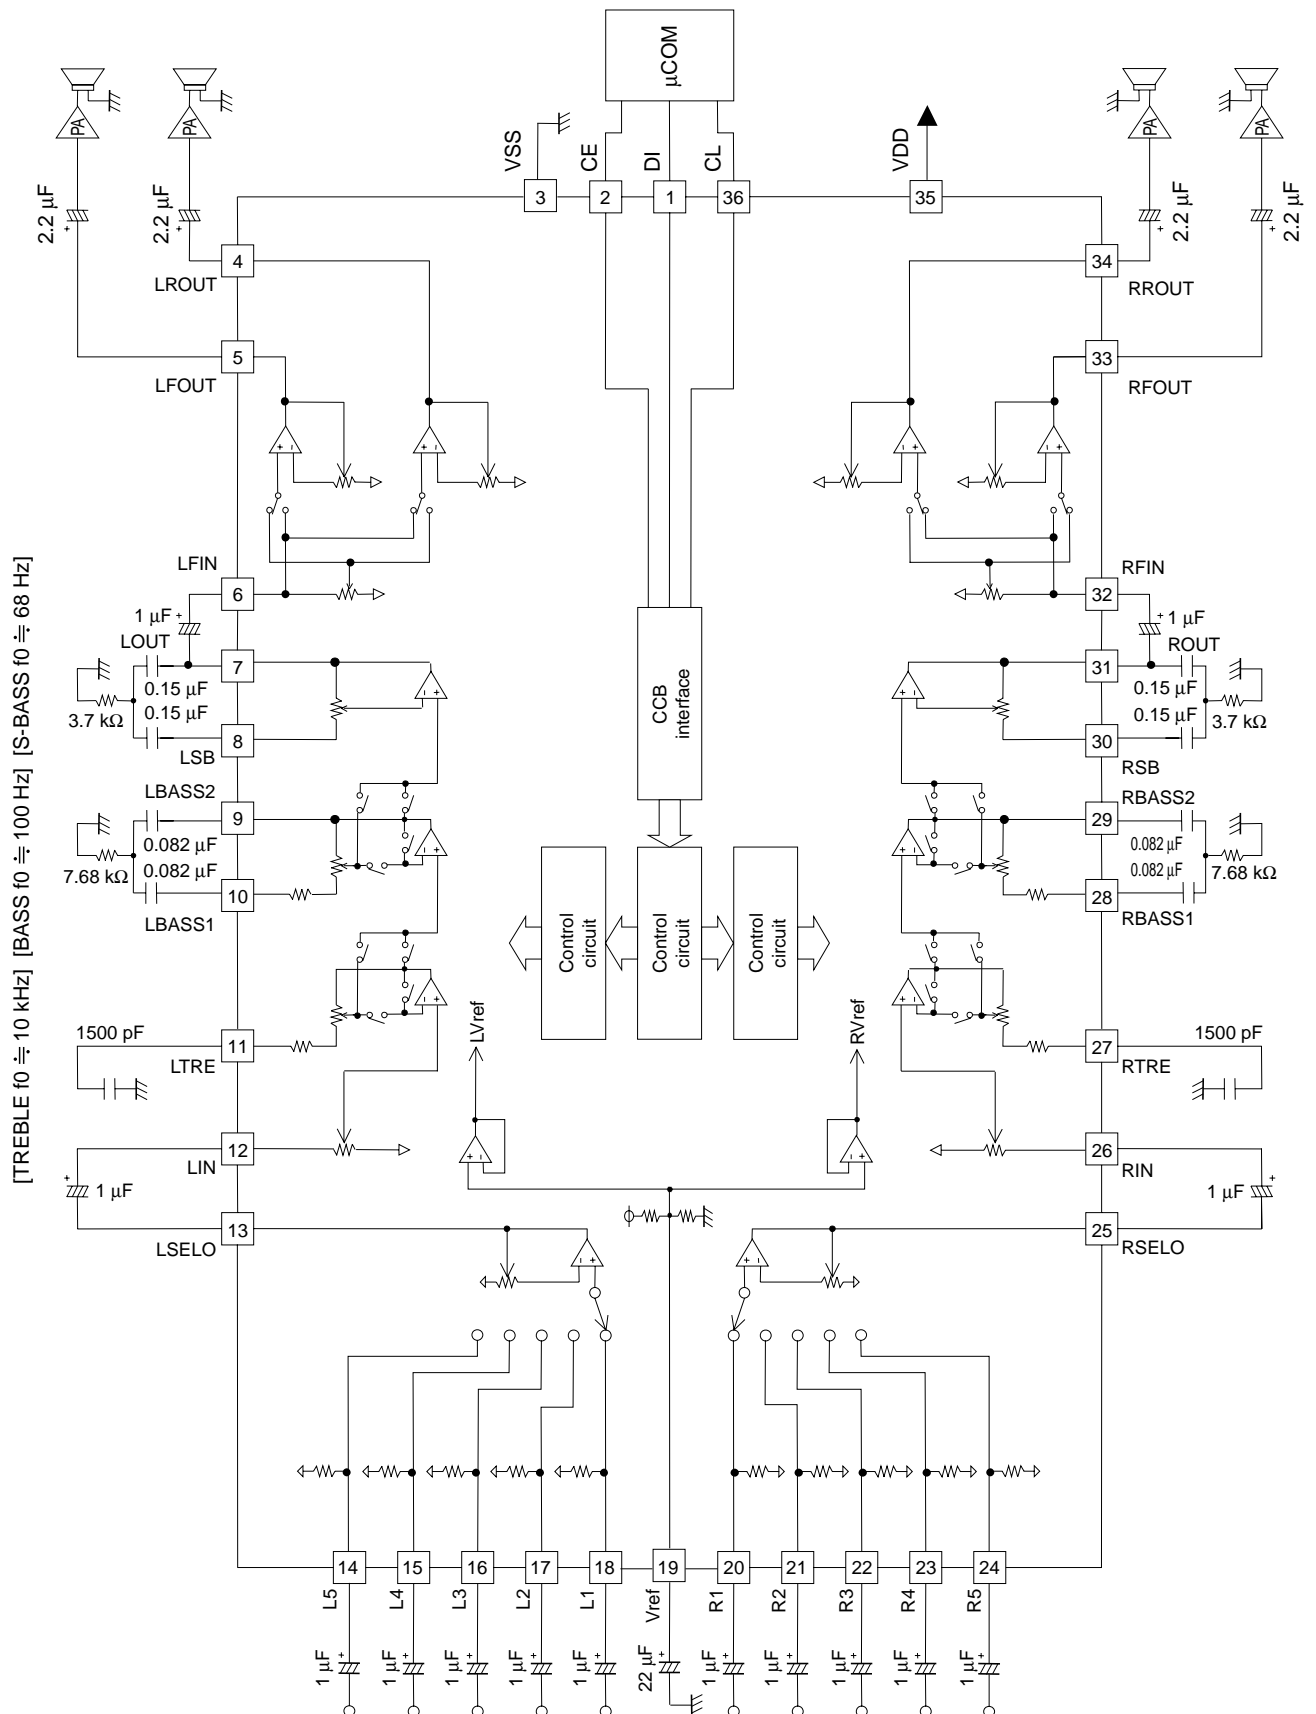 µCOM
PA
PA
PA
PA
2.2 µF
+
2.2 µF
+
2.2 µF
+
2.2 µF
+
VSS
CE
DI
CL
VDD
3
2
1
36
35
4
LROUT
34
RROUT
5
LFOUT
33
RFOUT
+ −
+ −
− +
− +
LFIN
6
RFIN
32
1 µF +
+ 1 µF
LOUT
7
ROUT
31
0.15 µF
0.15 µF
3.7 kΩ
8
LSB
0.15 µF
0.15 µF
3.7 kΩ
30
RSB
− +
+ −
CCB
interface
LBASS2
9
0.082 µF
0.082 µF
7.68 kΩ
10
LBASS1
RBASS2
29
0.082 µF
0.082 µF
7.68 kΩ
28
RBASS1
− +
+ −
Control
circuit
Control
circuit
Control
circuit
− +
+ −
1500 pF
11
LTRE
1500 pF
27
RTRE
LVref
RVref
12
LIN
26
RIN
+ −
− +
+
1 µF
1 µF
+
13
LSELO
25
RSELO
− +
+ −
14
15
16
17
18
19
20
21
22
23
24
L5
L4
L3
L2
L1
Vref
R1
R2
R3
R4
R5
1 µF +
1 µF +
1 µF +
1 µF +
1 µF +
22 µF +
1 µF +
1 µF +
1 µF +
1 µF +
1 µF +
[TREBLE f0 ≒ 10 kHz] [BASS f0 ≒ 100 Hz] [S-BASS f0 ≒ 68 Hz]